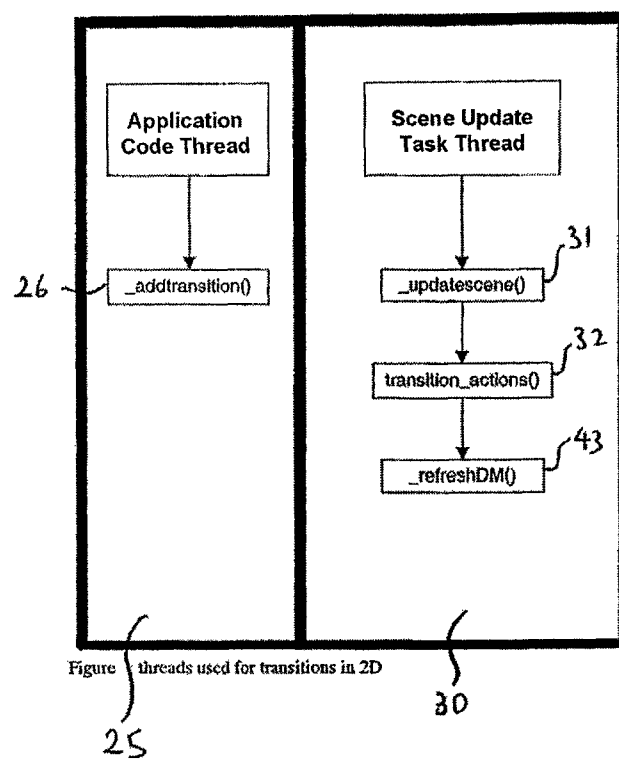 Application
Code Thread
Scene Update
Task Thread
26
_addtransition()
_updatescene()
31
transition_actions()
32
_refreshDM()
43
Figure : threads used for transitions in 2D
25
30